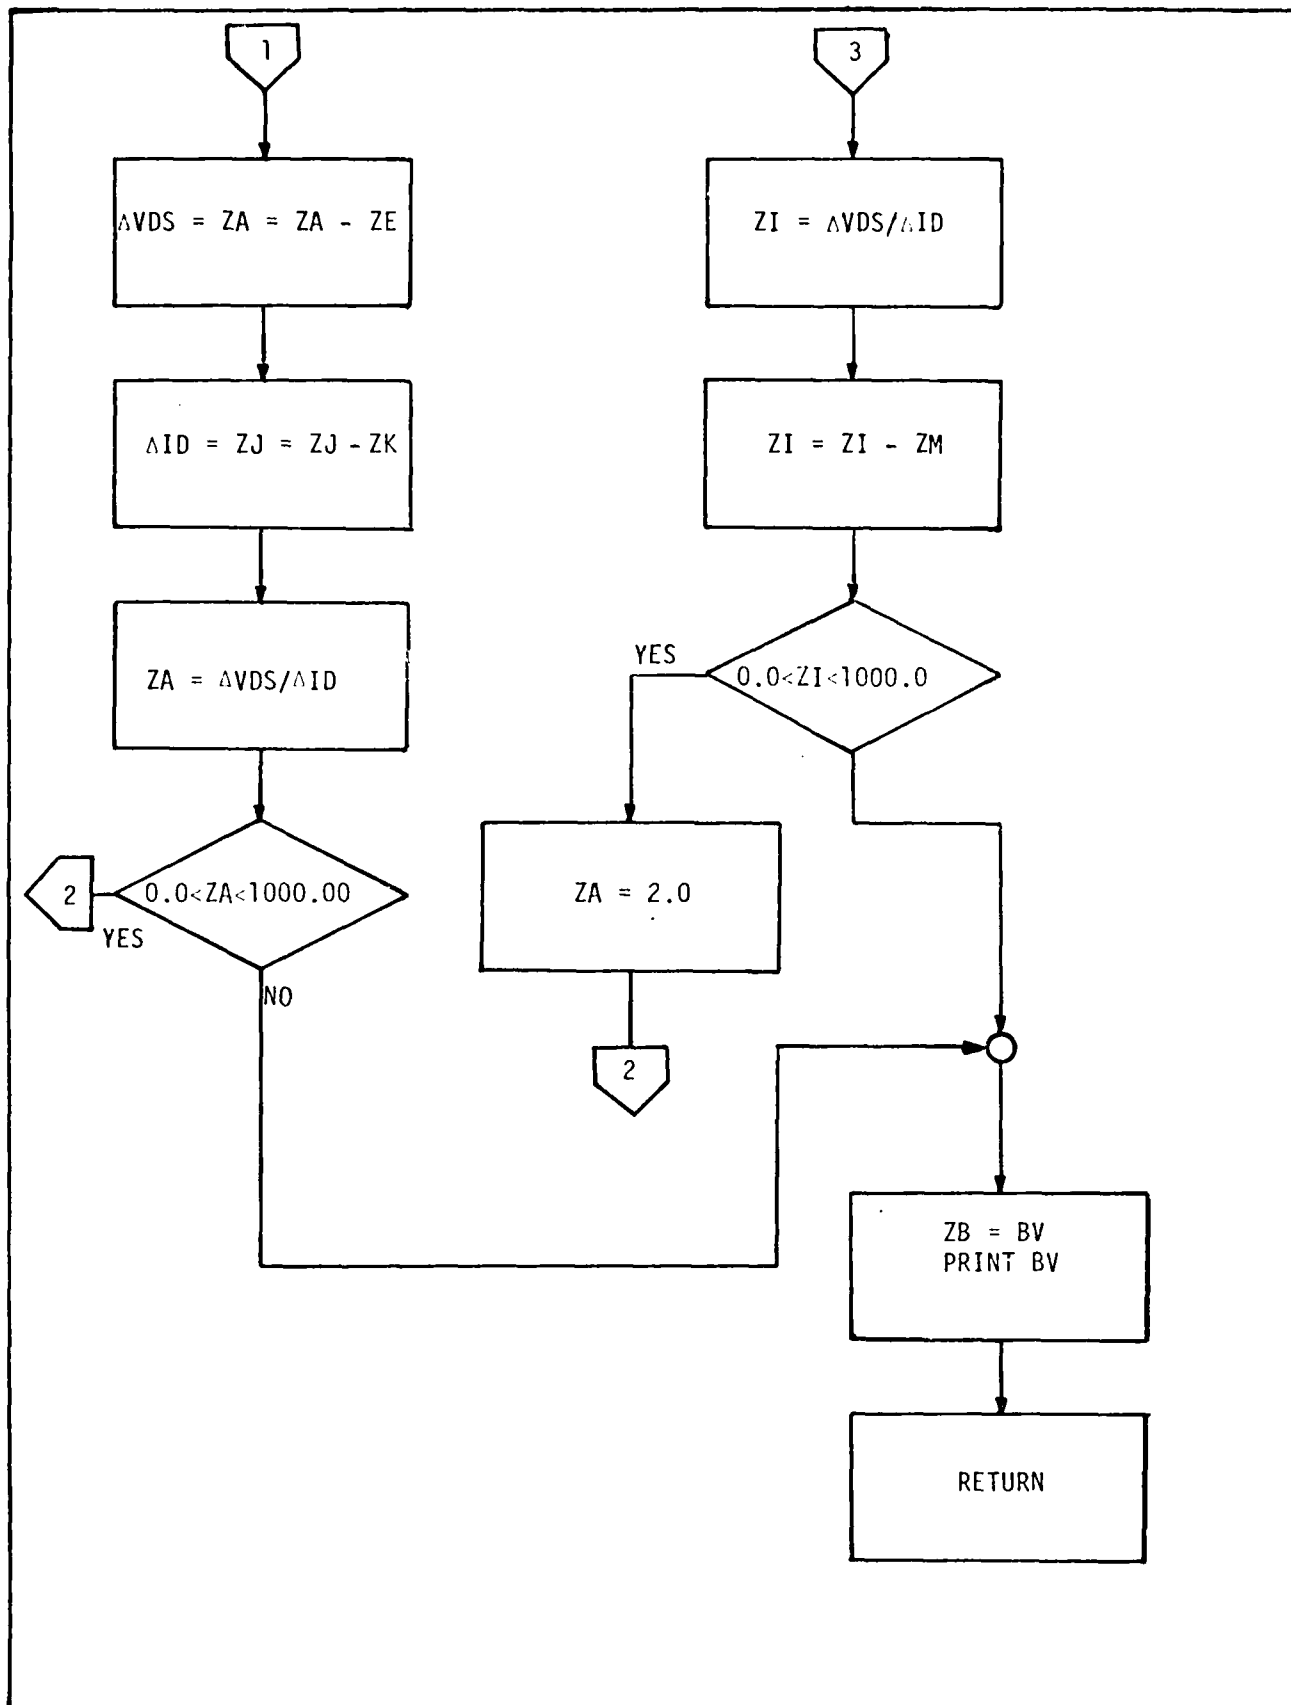 1
ΔVDS = ZA = ZA - ZE
ΔID = ZJ = ZJ - ZK
ZA = ΔVDS/ΔID
0.0<ZA<1000.00
2
YES
NO
3
ZI = ΔVDS/ΔID
ZI = ZI - ZM
0.0<ZI<1000.0
YES
ZA = 2.0
2
ZB = BV
PRINT BV
RETURN